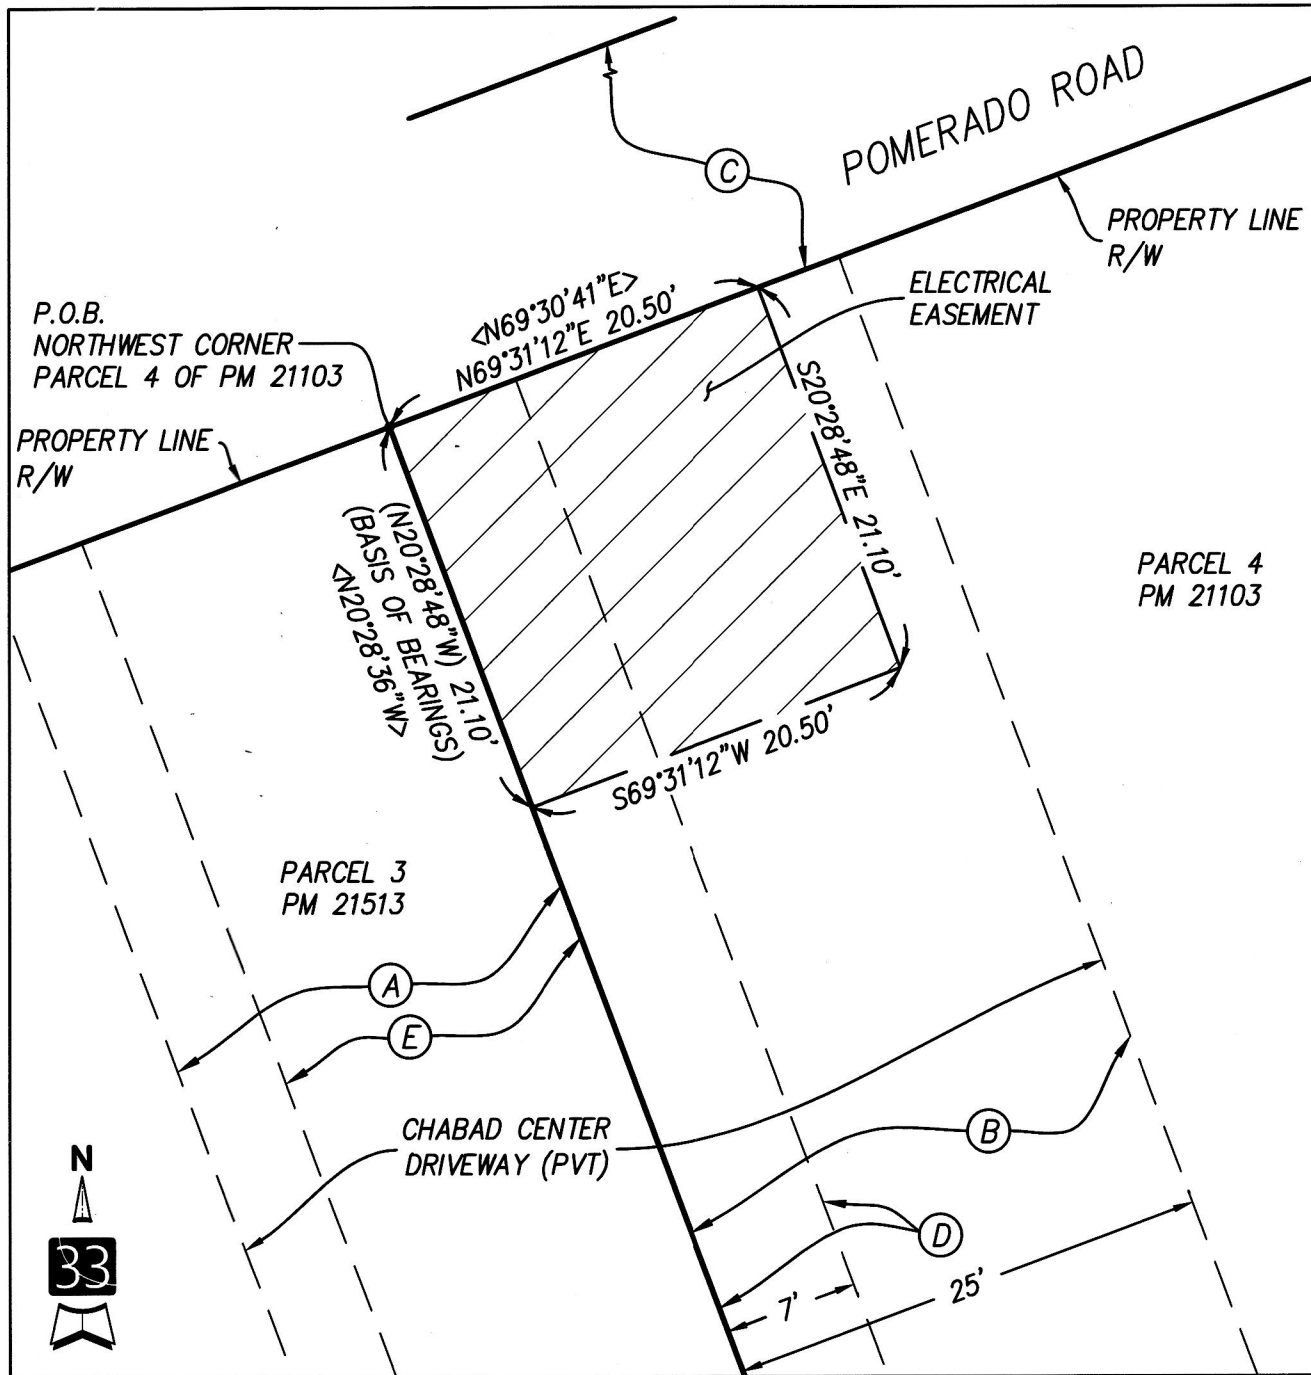 POMERADO ROAD
C
PROPERTY LINE
R/W
ELECTRICAL
EASEMENT
<N69°30'41"E>
N69°31'12"E 20.50'
P.O.B.
NORTHWEST CORNER
PARCEL 4 OF PM 21103
PROPERTY LINE
R/W
S20°28'48"E 21.10'
(N20°28'48"W) 21.10'
(BASIS OF BEARINGS)
<N20°28'36"W>
PARCEL 4
PM 21103
S69°31'12"W 20.50'
PARCEL 3
PM 21513
A
E
CHABAD CENTER
DRIVEWAY (PVT)
B
D
7'
25'
N
33